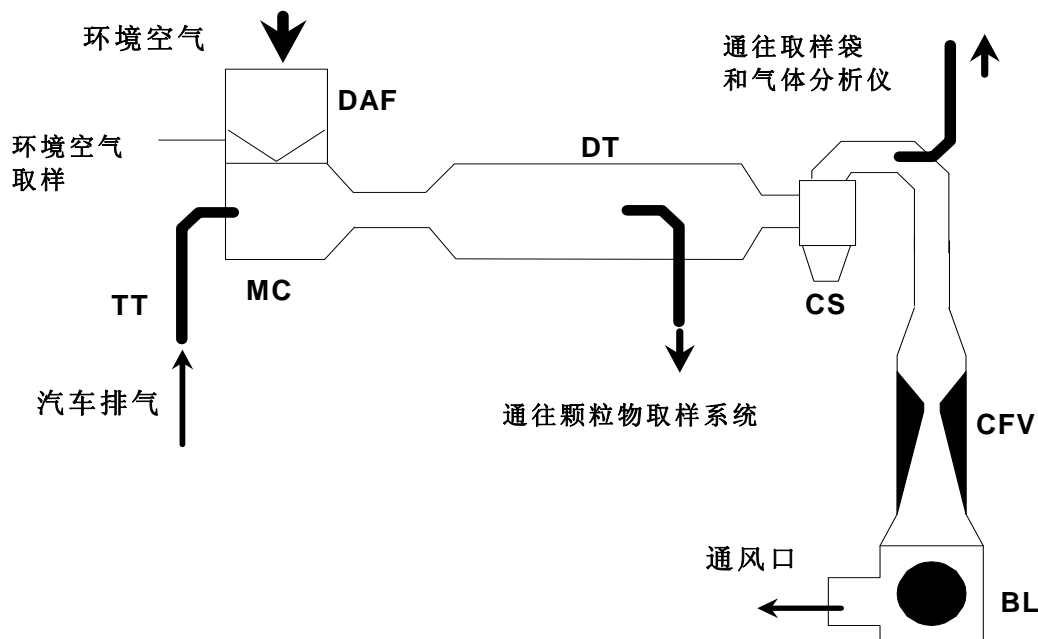 环境空气
通往取样袋
和气体分析仪
DAF
环境空气
取样
DT
MC
TT
CS
汽车排气
通往颗粒物取样系统
CFV
通风口
BL